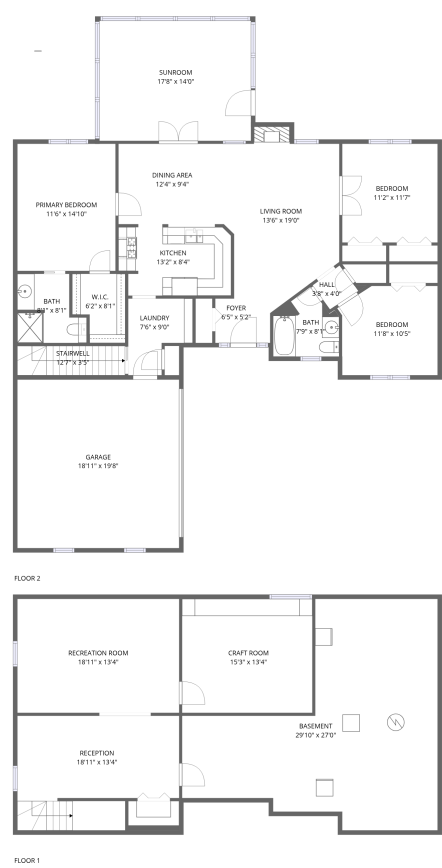 SUNROOM
17'8" x 14'0"
DINING AREA
12'4" x 9'4"
BEDROOM
11'2" x 11'7"
PRIMARY BEDROOM
11'6" x 14'10"
LIVING ROOM
13'6" x 19'0"
KITCHEN
13'2" x 8'4"
HALL
3'8" x 4'0"
W.I.C.
6'2" x 8'1"
BATH
x 8'1"
FOYER
6'5" x 5'2"
LAUNDRY
7'6" x 9'0"
BATH
7'9" x 8'1"
BEDROOM
11'8" x 10'5"
STAIRWELL
12'7" x 3'5"
GARAGE
18'11" x 19'8"
FLOOR 2
RECREATION ROOM
18'11" x 13'4"
CRAFT ROOM
15'3" x 13'4"
BASEMENT
29'10" x 27'0"
RECEPTION
18'11" x 13'4"
FLOOR 1